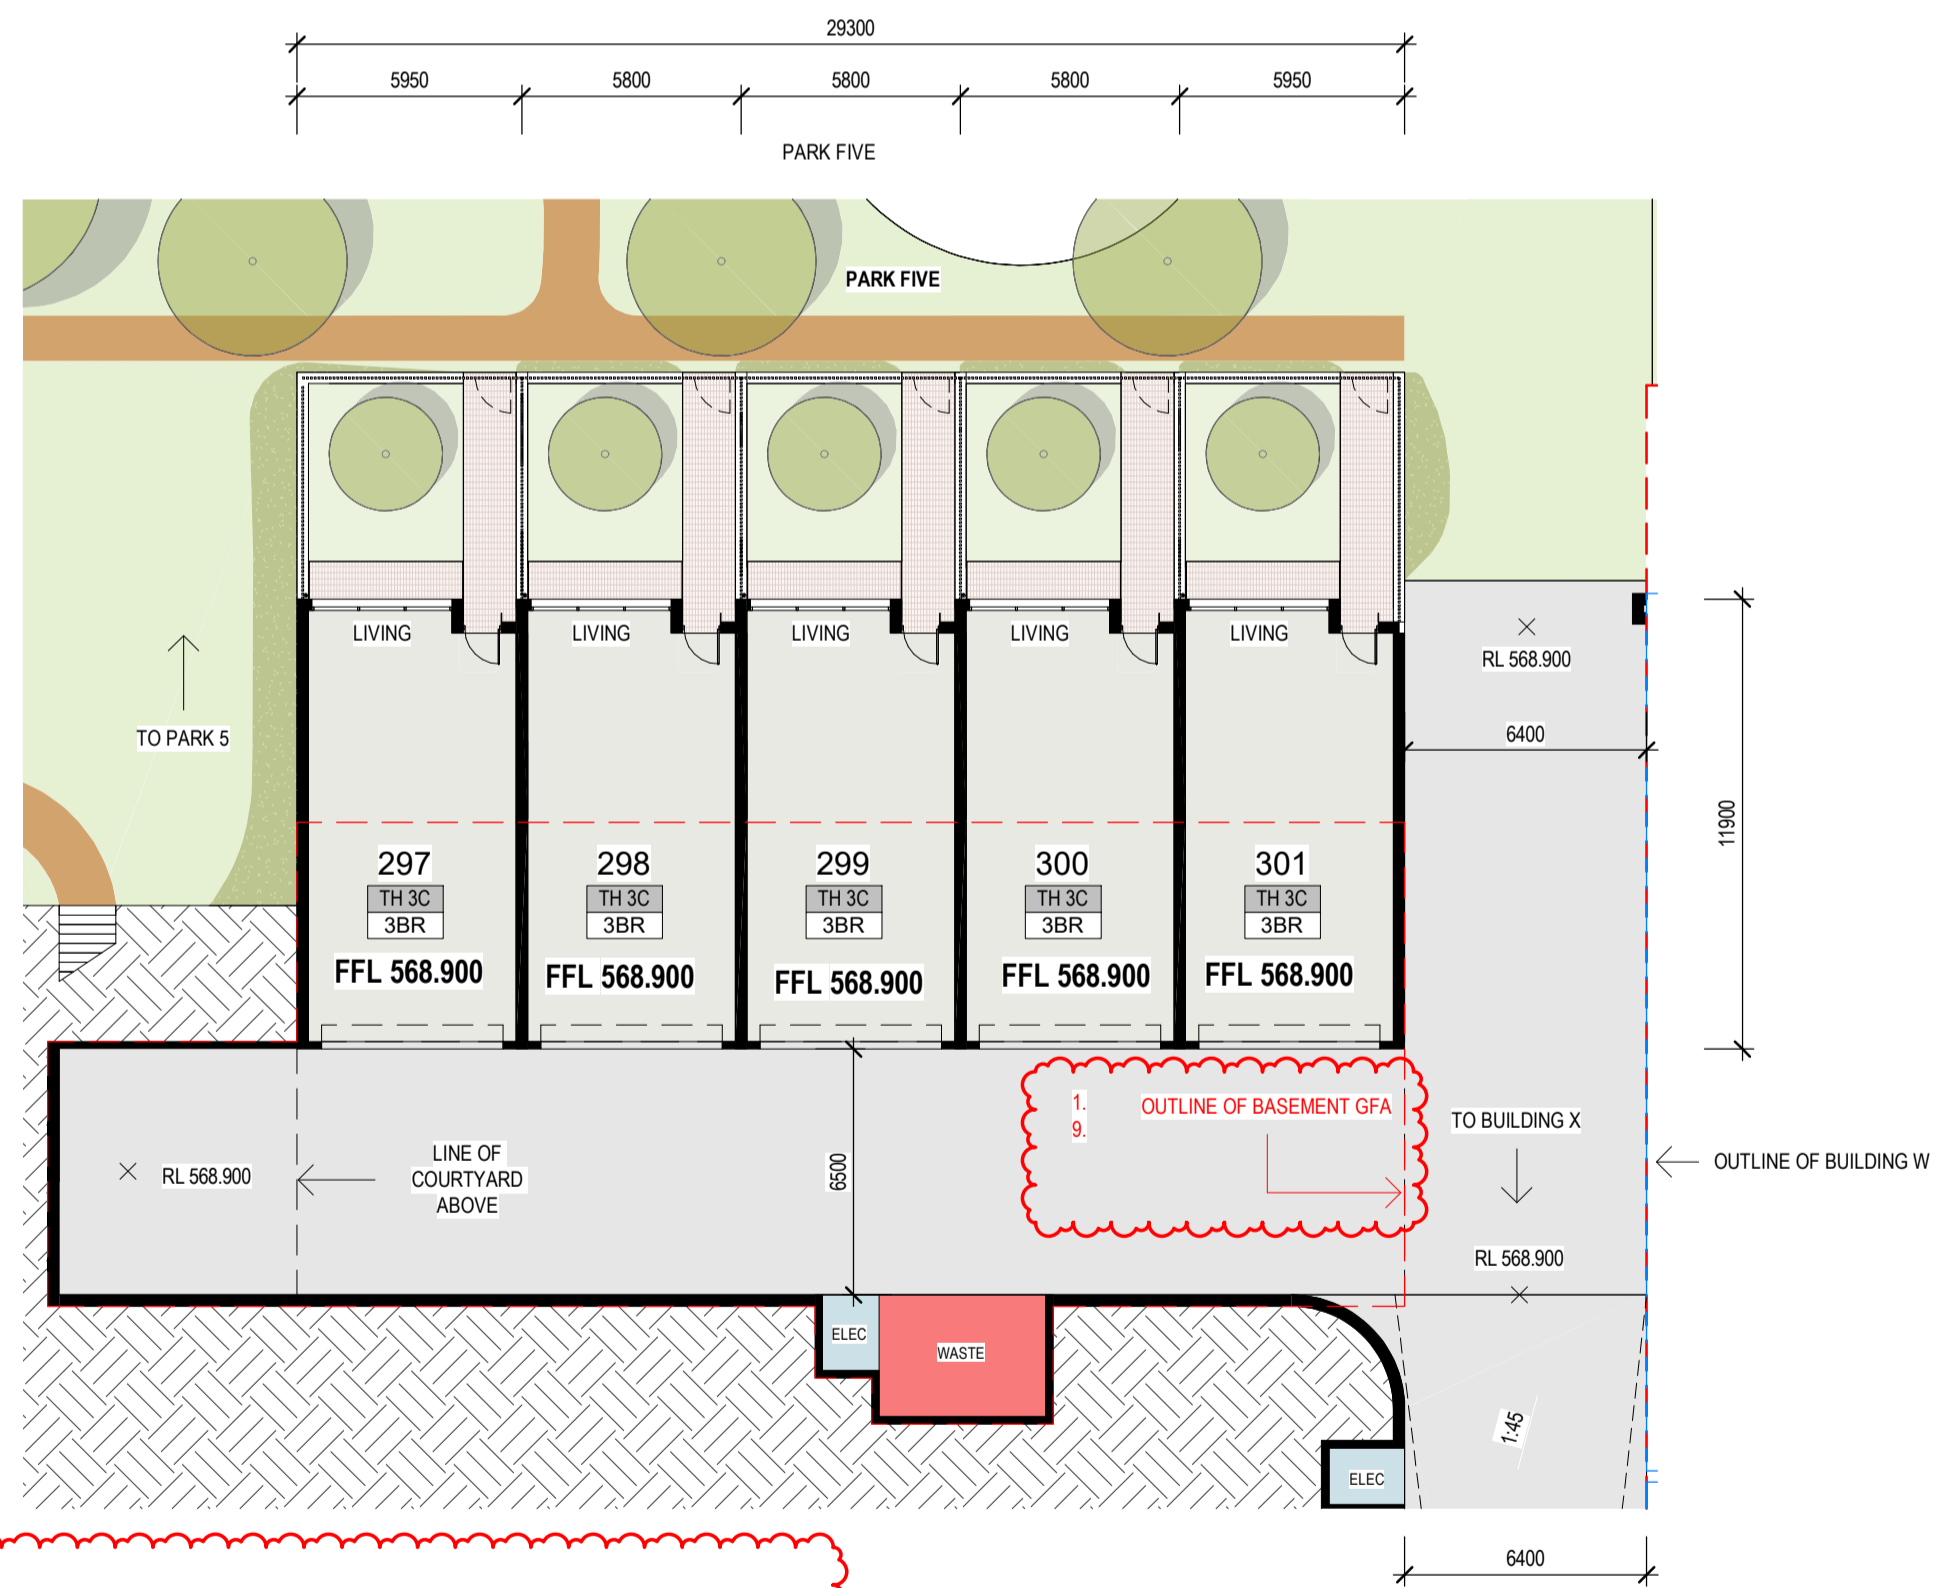 29300
5950 5800 5800 5800 5950
PARK FIVE
PARK FIVE
LIVING LIVING LIVING LIVING LIVING
RL 568.900
TO PARK 5
6400
11900
297 298 299 300 301
TH 3C TH 3C TH 3C TH 3C TH 3C
3BR 3BR 3BR 3BR 3BR
FFL 568.900 FFL 568.900 FFL 568.900 FFL 568.900 FFL 568.900
1.
9.
OUTLINE OF BASEMENT GFA
TO BUILDING X
LINE OF
COURTYARD
ABOVE
RL 568.900
6500
OUTLINE OF BUILDING W
RL 568.900
ELEC
WASTE
1:45
ELEC
6400